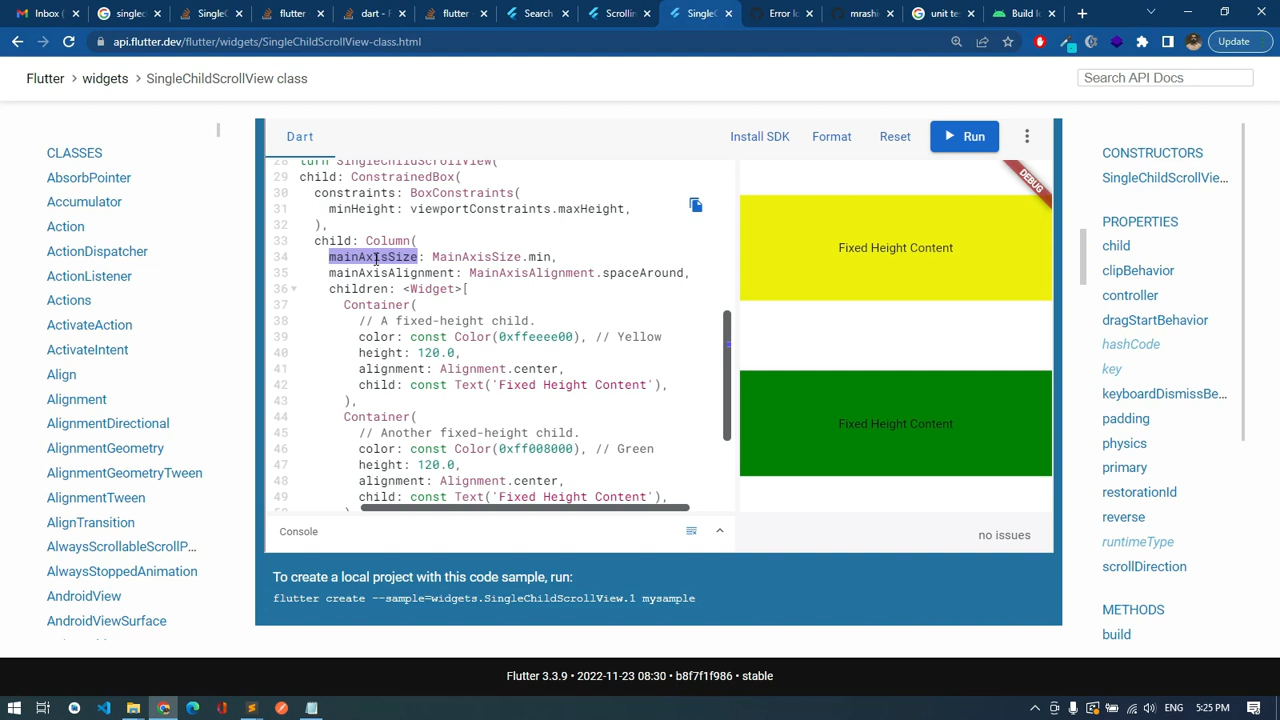 Inbox (
singlec
SingleC
flutter
dart - F
flutter -
Search
Scrollin
SingleC
Error lo
mrashi
unit te
Build lo
api.flutter.dev/flutter/widgets/SingleChildScrollView-class.html
Update
Flutter > widgets > SingleChildScrollView class
Search API Docs
CLASSES
AbsorbPointer
Accumulator
Action
ActionDispatcher
ActionListener
Actions
ActivateAction
ActivateIntent
Align
Alignment
AlignmentDirectional
AlignmentGeometry
AlignmentGeometryTween
AlignmentTween
AlignTransition
AlwaysScrollableScrollP...
AlwaysStoppedAnimation
AndroidView
AndroidViewSurface
Dart
Install SDK
Format
Reset
Run
28 turn SingleChildScrollView(
29 child: ConstrainedBox(
30 constraints: BoxConstraints(
31 minHeight: viewportConstraints.maxHeight,
32 ),
33 child: Column(
34 mainAxisSize: MainAxisSize.min,
35 mainAxisAlignment: MainAxisAlignment.spaceAround,
36 children: <Widget>[
37 Container(
38 // A fixed-height child.
39 color: const Color(0xffeeee00), // Yellow
40 height: 120.0,
41 alignment: Alignment.center,
42 child: const Text('Fixed Height Content'),
43 ),
44 Container(
45 // Another fixed-height child.
46 color: const Color(0xff008000), // Green
47 height: 120.0,
48 alignment: Alignment.center,
49 child: const Text('Fixed Height Content'),
DEBUG
Fixed Height Content
Fixed Height Content
Console
no issues
To create a local project with this code sample, run:
flutter create --sample=widgets.SingleChildScrollView.1 mysample
CONSTRUCTORS
SingleChildScrollVie...
PROPERTIES
child
clipBehavior
controller
dragStartBehavior
hashCode
key
keyboardDismissBe...
padding
physics
primary
restorationId
reverse
runtimeType
scrollDirection
METHODS
build
Flutter 3.3.9 • 2022-11-23 08:30 • b8f7f1f986 • stable
ENG
5:25 PM